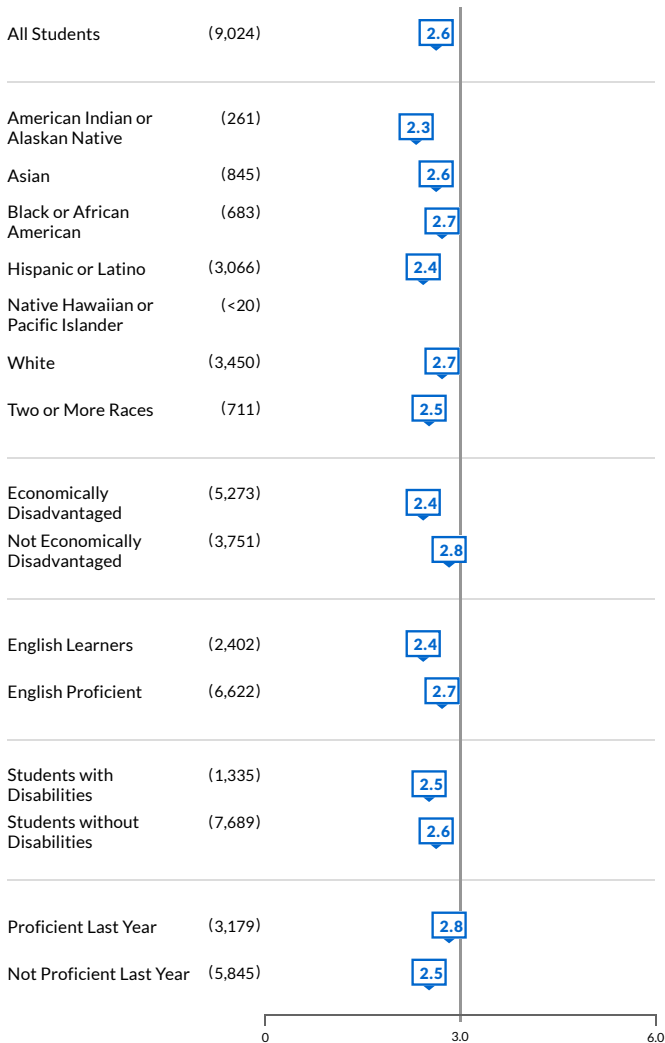 All Students (9,024) 2.6
American Indian or (261)
Alaskan Native 2.3
Asian (845) 2.6
Black or African (683)
American 2.7
Hispanic or Latino (3,066) 2.4
Native Hawaiian or (<20)
Pacific Islander
White (3,450) 2.7
Two or More Races (711) 2.5
Economically (5,273)
Disadvantaged 2.4
Not Economically (3,751)
Disadvantaged 2.8
English Learners (2,402) 2.4
English Proficient (6,622) 2.7
Students with (1,335)
Disabilities 2.5
Students without (7,689)
Disabilities 2.6
Proficient Last Year (3,179) 2.8
Not Proficient Last Year (5,845) 2.5
0 3.0 6.0